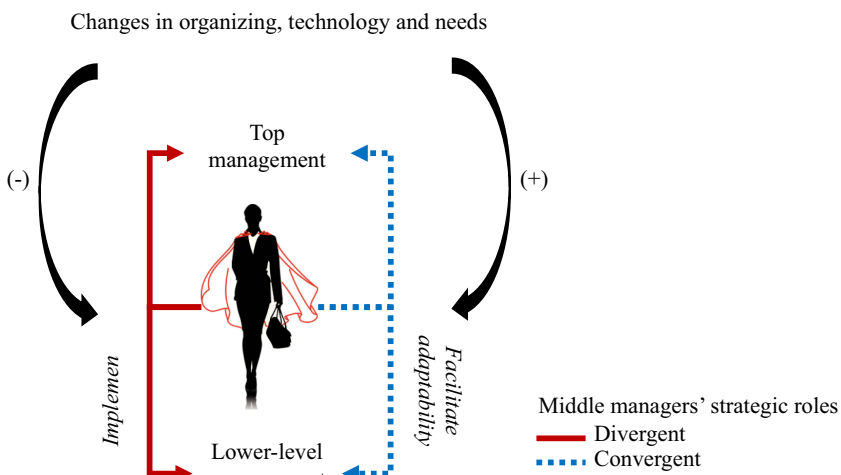 Changes in organizing, technology and needs
Top
management
(-)
(+)
Implemen
Facilitate
adaptability
Lower-level
Middle managers’ strategic roles
Divergent
Convergent